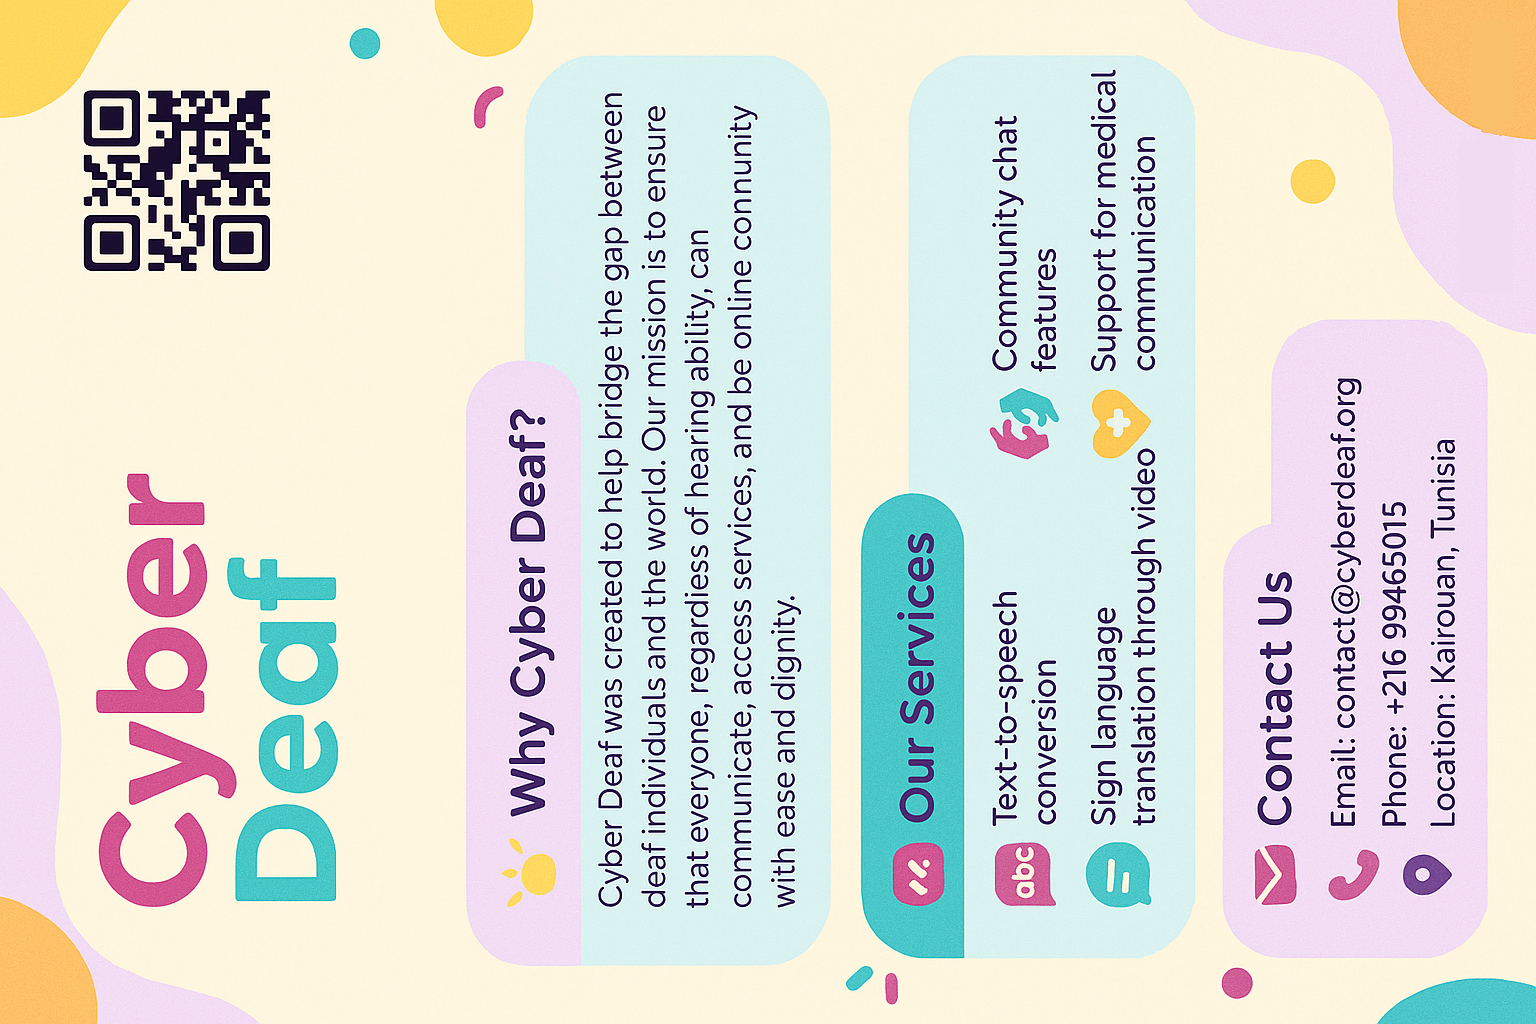 Cyber
Deaf
Why Cyber Deaf?
Cyber Deaf was created to help bridge the gap between
deaf individuals and the world. Our mission is to ensure
that everyone, regardless of hearing ability, can
communicate, access services, and be online connunity
with ease and dignity.
Our Services
abc
Text-to-speech
conversion
Community chat
features
Sign language
translation through video
Support for medical
communication
Contact Us
Email: contact@cyberdeaf.org
Phone: +216 99465015
Location: Kairouan, Tunisia